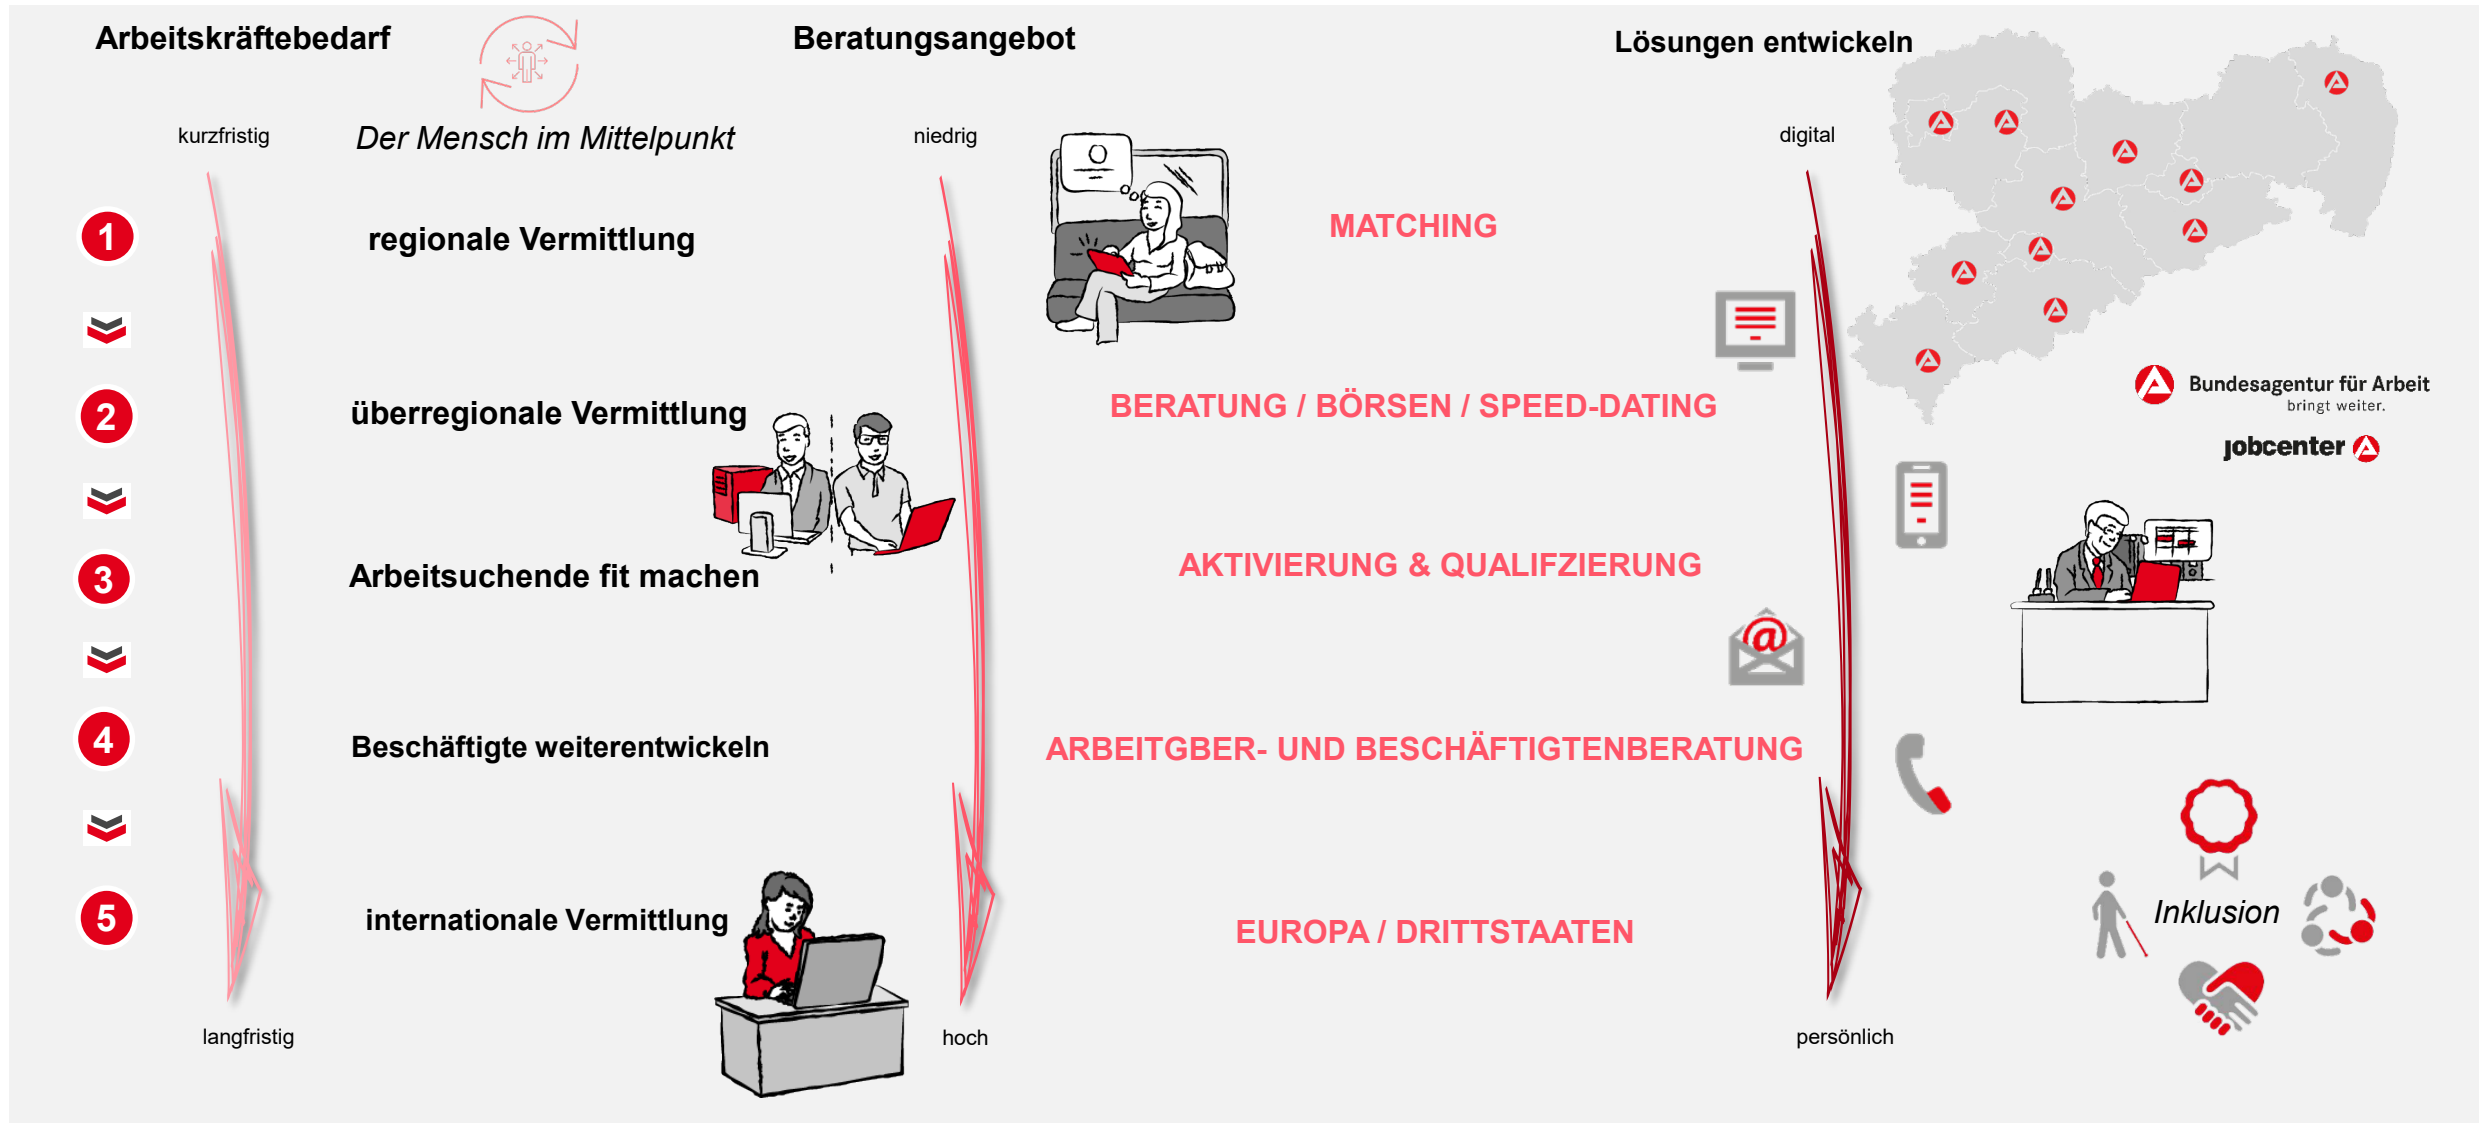 Arbeitskräftebedarf
Beratungsangebot
Lösungen entwickeln
kurzfristig
Der Mensch im Mittelpunkt
niedrig
digital
1
regionale Vermittlung
MATCHING
2
überregionale Vermittlung
BERATUNG / BÖRSEN / SPEED-DATING
Bundesagentur für Arbeit
bringt weiter.
jobcenter
3
Arbeitsuchende fit machen
AKTIVIERUNG & QUALIFZIERUNG
@
4
Beschäftigte weiterentwickeln
ARBEITGBER- UND BESCHÄFTIGTENBERATUNG
5
internationale Vermittlung
EUROPA / DRITTSTAATEN
Inklusion
langfristig
hoch
persönlich